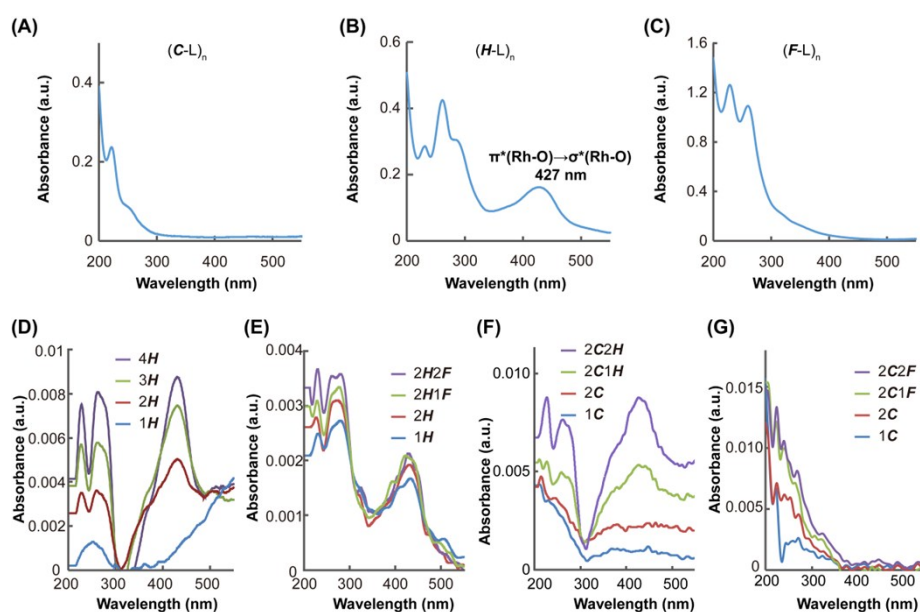 (A)
(C-L)n
Absorbance (a.u.)
0.4
0.2
0
200 300 400 500
Wavelength (nm)
(B)
(H-L)n
Absorbance (a.u.)
0.6
0.4
0.2
0
π*(Rh-O)→σ*(Rh-O)
427 nm
200 300 400 500
Wavelength (nm)
(C)
(F-L)n
Absorbance (a.u.)
1.6
1.2
0.8
0.4
0
200 300 400 500
Wavelength (nm)
(D)
Absorbance (a.u.)
0.01
0.008
0.006
0.004
0.002
0
4H
3H
2H
1H
200 300 400 500
Wavelength (nm)
(E)
Absorbance (a.u.)
0.004
0.003
0.002
0.001
0
2H2F
2H1F
2H
1H
200 300 400 500
Wavelength (nm)
(F)
Absorbance (a.u.)
0.010
0.005
0
2C2H
2C1H
2C
1C
200 300 400 500
Wavelength (nm)
(G)
Absorbance (a.u.)
0.015
0.010
0.005
0
2C2F
2C1F
2C
1C
200 300 400 500
Wavelength (nm)